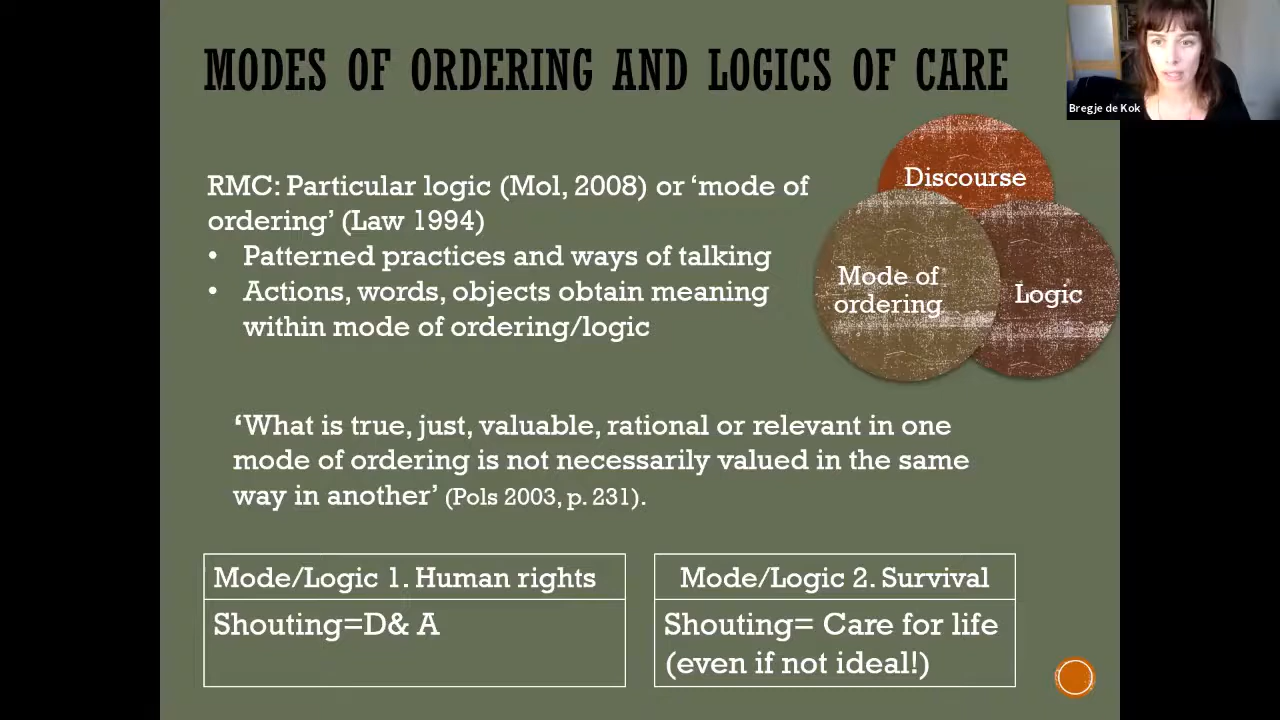 MODES OF ORDERING AND LOGICS OF CARE
Bregje de Kok
RMC: Particular logic (Mol, 2008) or ‘mode of
ordering’ (Law 1994)
• Patterned practices and ways of talking
• Actions, words, objects obtain meaning
within mode of ordering/logic
Discourse
Mode of
ordering
Logic
‘What is true, just, valuable, rational or relevant in one
mode of ordering is not necessarily valued in the same
way in another’ (Pols 2003, p. 231).
Mode/Logic 1. Human rights
Shouting=D& A
Mode/Logic 2. Survival
Shouting= Care for life
(even if not ideal!)